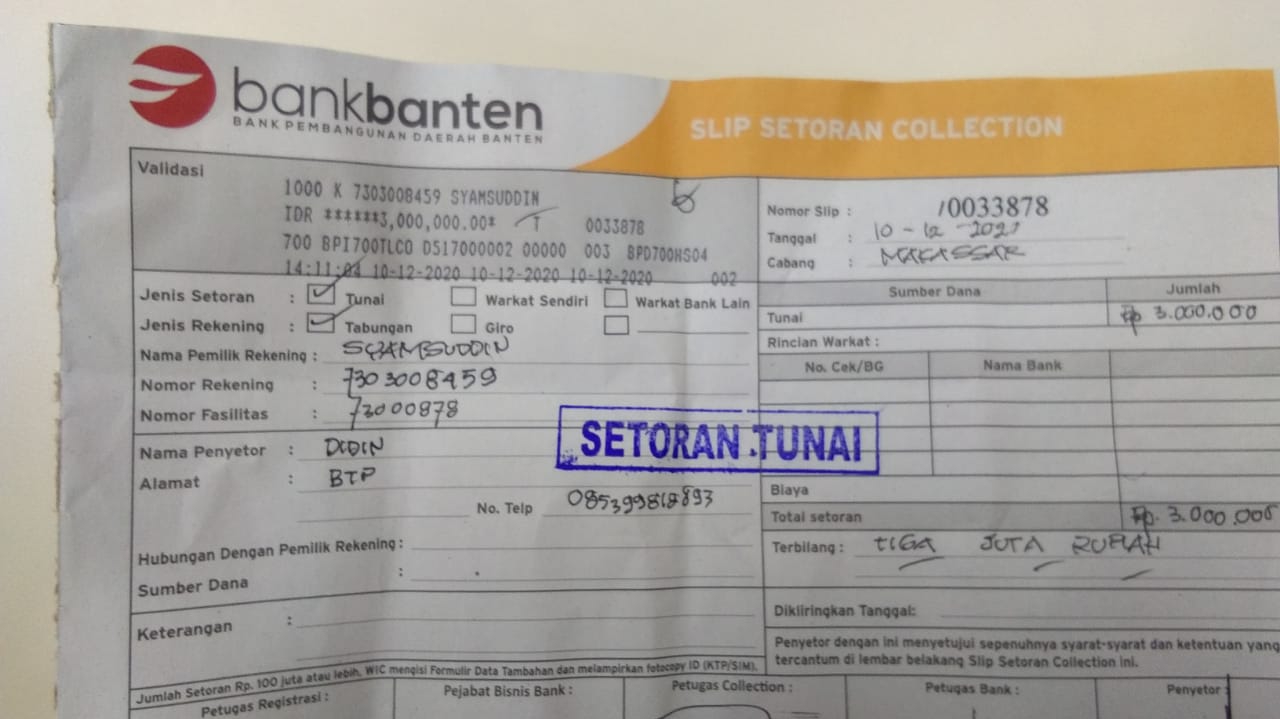 bankbanten
BANK PEMBANGUNAN DAERAH BANTEN
SLIP SETORAN COLLECTION
Validasi
1000 K 7303008459 SYAMSUDDIN
IDR ******3,000,000.00* T 0033878
700 BPI700TLCO D517000002 00000 003 BPD700HS04
14:11:04 10-12-2020 10-12-2020 10-12-2020 002
Nomor Slip : 10033878
Tanggal : 10-12-2021
Cabang : MAKASSAR
Jenis Setoran : Tunai Warkat Sendiri Warkat Bank Lain
Jenis Rekening : Tabungan Giro
Nama Pemilik Rekening : SYAMSUDDIN
Nomor Rekening : 7303008459
Nomor Fasilitas : 73000878
Sumber Dana Jumlah
Tunai Rp 3.000.000
Rincian Warkat :
No. Cek/BG Nama Bank
SETORAN TUNAI
Nama Penyetor : DIDIN
Alamat : BTP
No. Telp 085399818893
Hubungan Dengan Pemilik Rekening :
Sumber Dana :
Keterangan :
Biaya
Total setoran Rp. 3.000.000
Terbilang : TIGA JUTA RUPIAH
Dikliringkan Tanggal:
Penyetor dengan ini menyetujui sepenuhnya syarat-syarat dan ketentuan yang
tercantum di lembar belakang Slip Setoran Collection ini.
Jumlah Setoran Rp. 100 juta atau lebih, WIC mengisi Formulir Data Tambahan dan melampirkan fotocopy ID (KTP/SIM).
Petugas Registrasi : Pejabat Bisnis Bank : Petugas Collection : Petugas Bank : Penyetor :